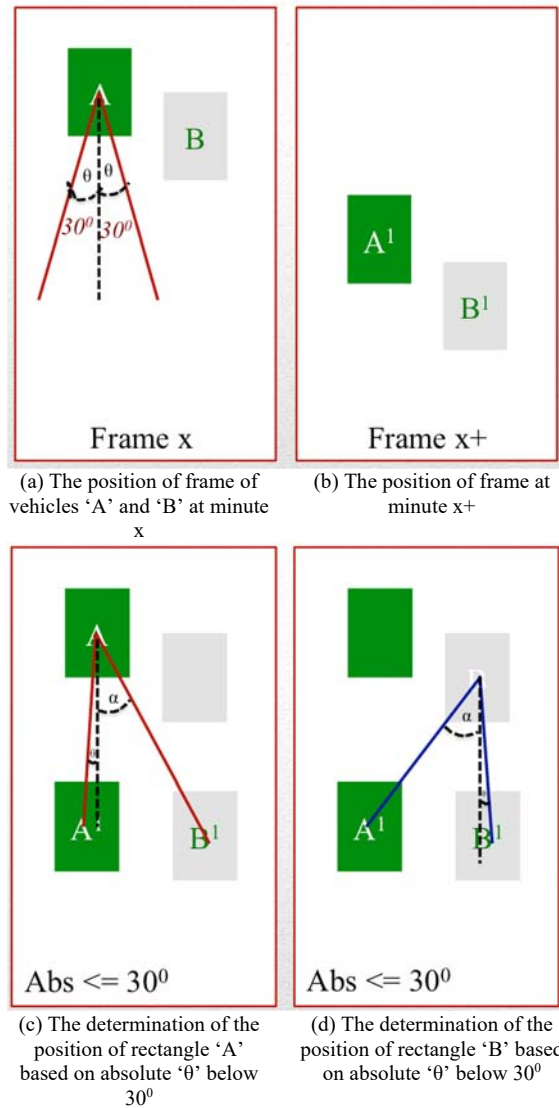 A
B
θ θ
30⁰ 30⁰
Frame x
A¹
B¹
Frame x+
(a) The position of frame of
vehicles ‘A’ and ‘B’ at minute
x
(b) The position of frame at
minute x+
A
α
A¹
B¹
Abs <= 30⁰
α
A¹
B¹
Abs <= 30⁰
(c) The determination of the
position of rectangle ‘A’
based on absolute ‘θ’ below
30⁰
(d) The determination of the
position of rectangle ‘B’ based
on absolute ‘θ’ below 30⁰